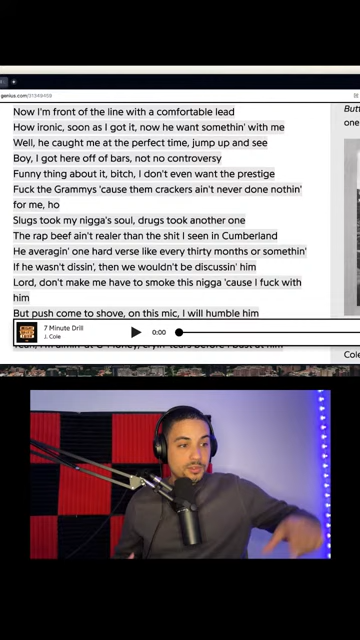 genius.com/31349459
Now I'm front of the line with a comfortable lead
How ironic, soon as I got it, now he want somethin' with me
Well, he caught me at the perfect time, jump up and see
Boy, I got here off of bars, not no controversy
Funny thing about it, bitch, I don't even want the prestige
Fuck the Grammys 'cause them crackers ain't never done nothin'
for me, ho
Slugs took my nigga's soul, drugs took another one
The rap beef ain't realer than the shit I seen in Cumberland
He averagin' one hard verse like every thirty months or somethin'
If he wasn't dissin', then we wouldn't be discussin' him
Lord, don't make me have to smoke this nigga 'cause I fuck with
him
But push come to shove, on this mic, I will humble him
7 Minute Drill
J. Cole
0:00
one
Cole